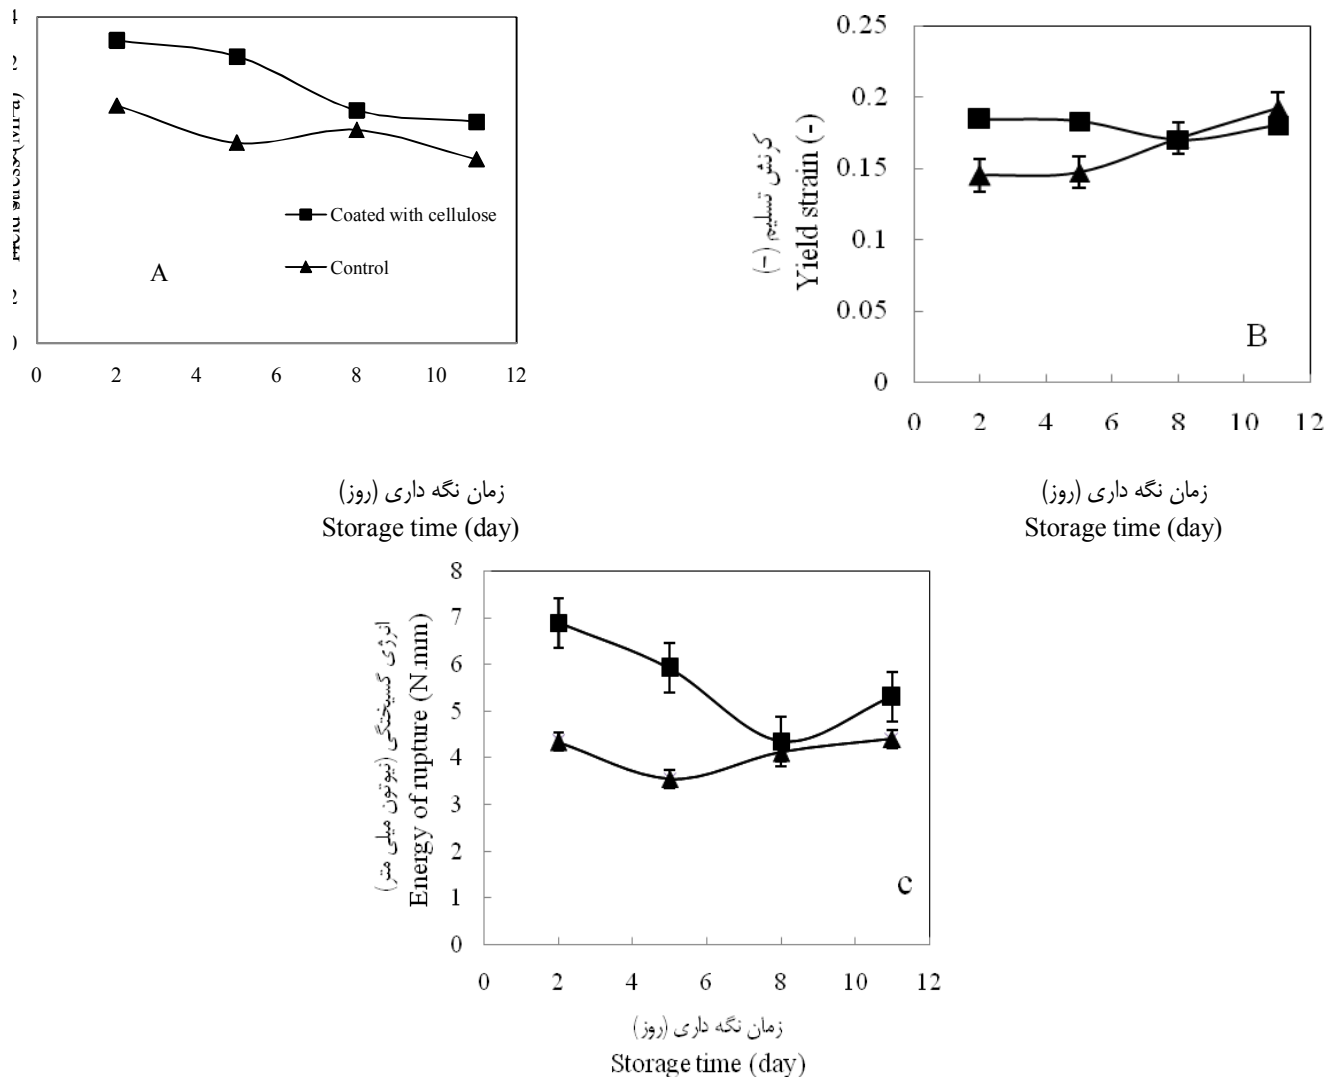 4
2
2
0
Coated with cellulose
Control
A
0 2 4 6 8 10 12
زمان نگه داری (روز)
Storage time (day)
0.25
0.2
0.15
0.1
0.05
0
کرنش تسلیم (-)
Yield strain (-)
B
0 2 4 6 8 10 12
زمان نگه داری (روز)
Storage time (day)
8
7
6
5
4
3
2
1
0
انرژی گسیختگی (نیوتون میلی متر)
Energy of rupture (N.mm)
c
0 2 4 6 8 10 12
زمان نگه داری (روز)
Storage time (day)